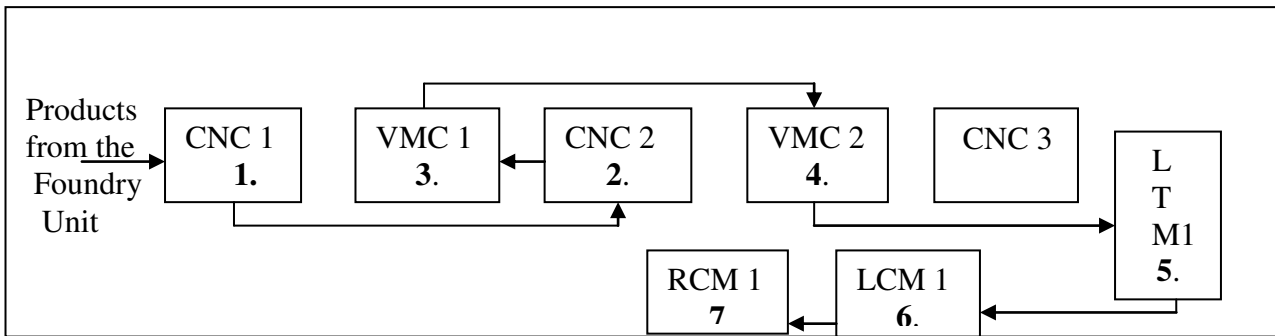 Products
from the
Foundry
Unit
CNC 1
1.
VMC 1
3.
CNC 2
2.
VMC 2
4.
CNC 3
L
T
M1
5.
RCM 1
7
LCM 1
6.